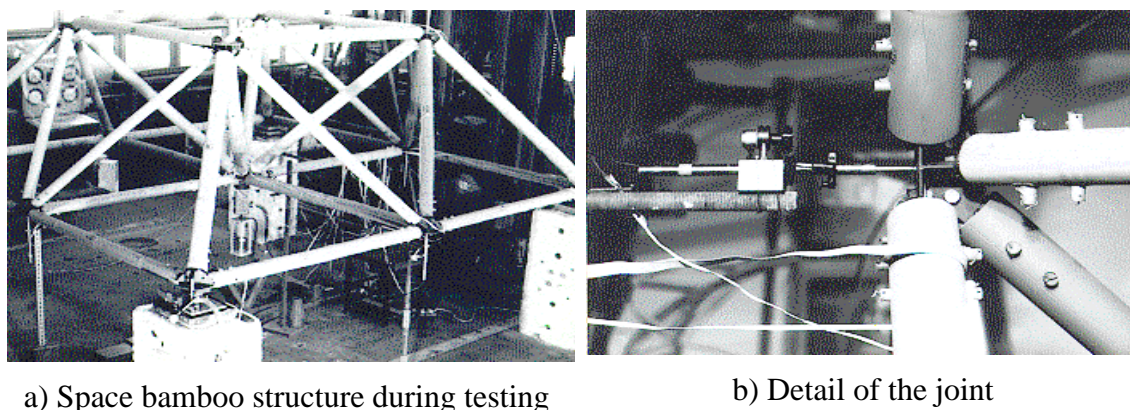 a) Space bamboo structure during testing
b) Detail of the joint